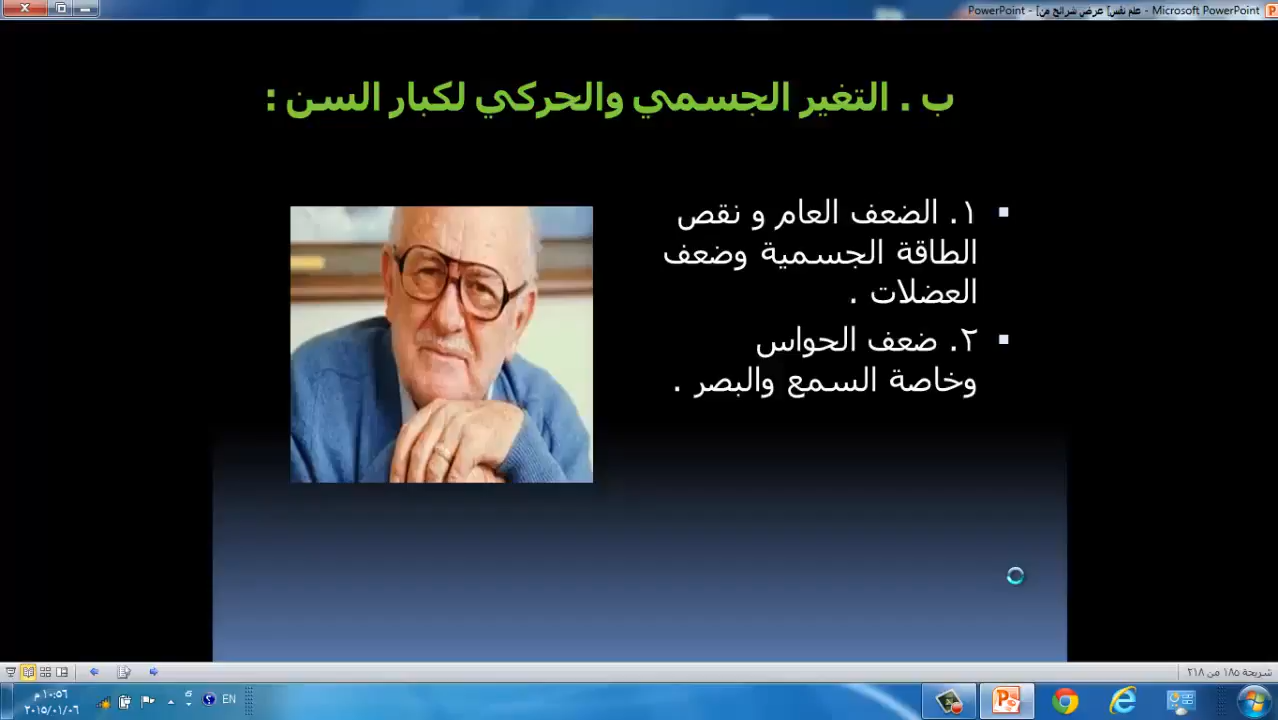 PowerPoint - [علم نفس] عرض شرائح من - Microsoft PowerPoint
ب . التغير الجسمي والحركي لكبار السن :
١. الضعف العام و نقص
الطاقة الجسمية وضعف
العضلات .
٢. ضعف الحواس
وخاصة السمع والبصر .
شريحة ١٨٥ من ٢١٨
EN
١٠:٥٦ م
٢٠١٥/٠١/٠٦